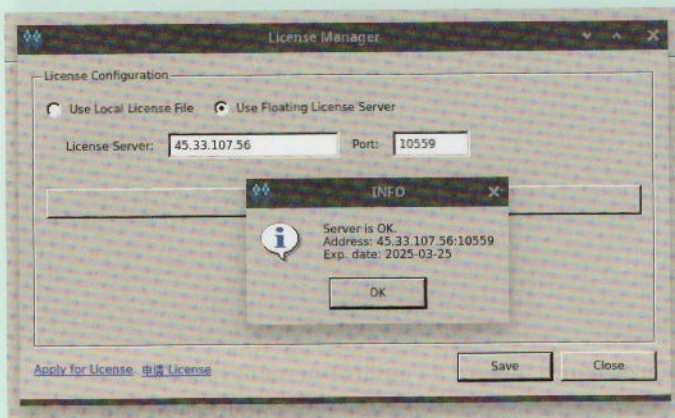 License Manager
License Configuration
Use Local License File Use Floating License Server
License Server: 45.33.107.56 Port: 10559
INFO
Server is OK.
Address: 45.33.107.56:10559
Exp. date: 2025-03-25
OK
Apply for License 申请 License
Save Close